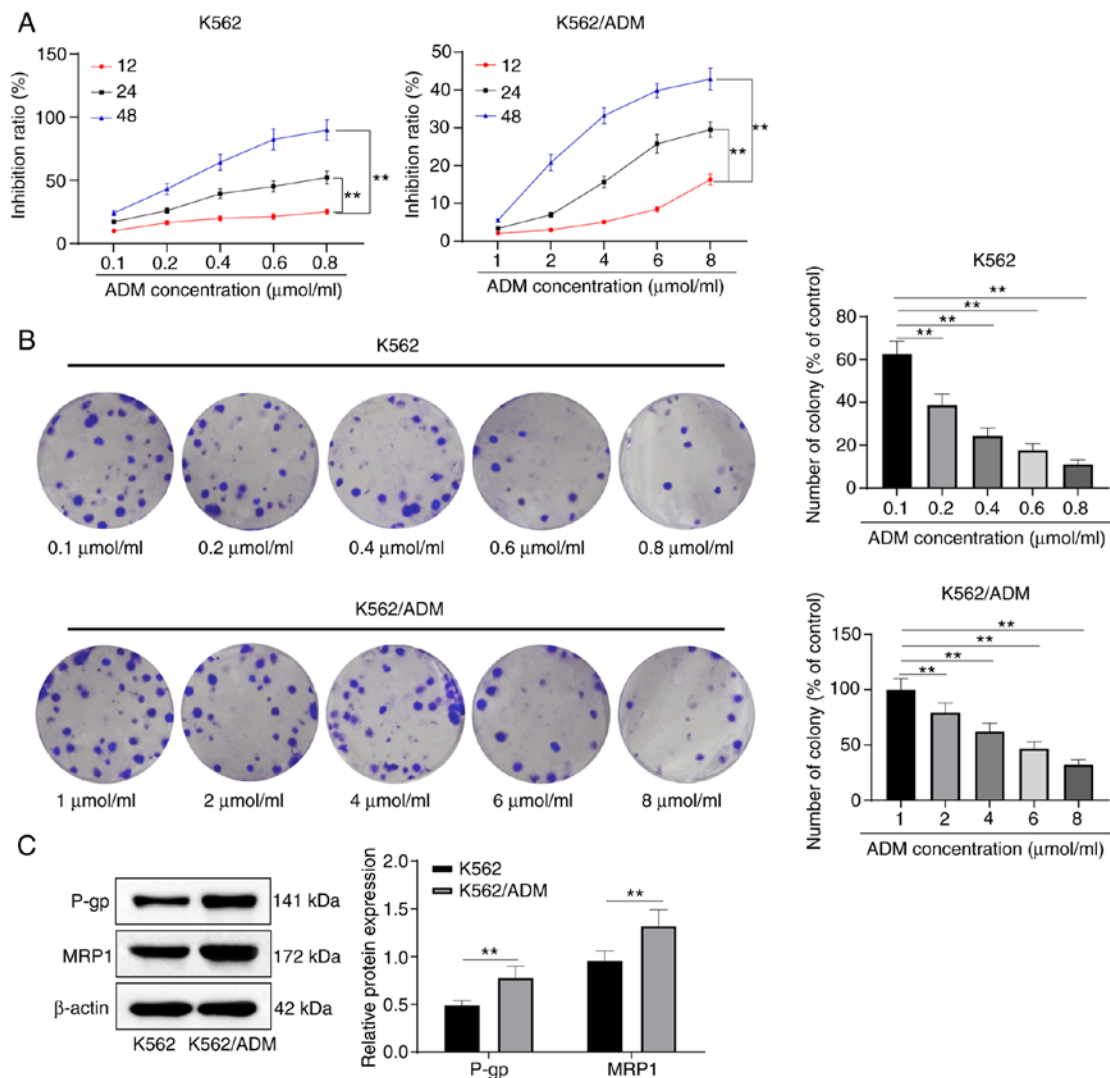 A
K562
Inhibition ratio (%)
150
100
50
0
12
24
48
**
**
0.1 0.2 0.4 0.6 0.8
ADM concentration (μmol/ml)
K562/ADM
Inhibition ratio (%)
50
40
30
20
10
0
12
24
48
**
**
1 2 4 6 8
ADM concentration (μmol/ml)
B
K562
0.1 μmol/ml 0.2 μmol/ml 0.4 μmol/ml 0.6 μmol/ml 0.8 μmol/ml
K562
Number of colony (% of control)
80
60
40
20
0
**
**
**
**
0.1 0.2 0.4 0.6 0.8
ADM concentration (μmol/ml)
K562/ADM
1 μmol/ml 2 μmol/ml 4 μmol/ml 6 μmol/ml 8 μmol/ml
K562/ADM
Number of colony (% of control)
150
100
50
0
**
**
**
**
1 2 4 6 8
ADM concentration (μmol/ml)
C
P-gp 141 kDa
MRP1 172 kDa
β-actin 42 kDa
K562 K562/ADM
Relative protein expression
2.0
1.5
1.0
0.5
0.0
K562
K562/ADM
**
**
P-gp MRP1